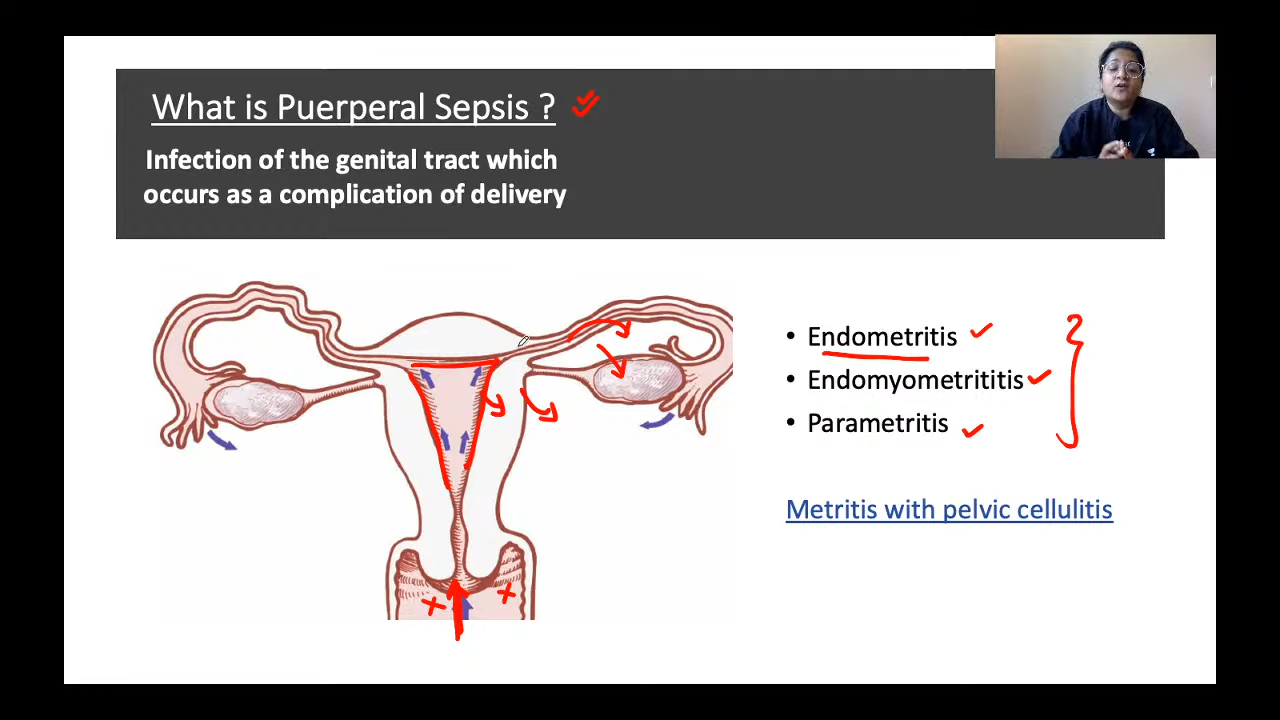 What is Puerperal Sepsis ?
Infection of the genital tract which
occurs as a complication of delivery
• Endometritis
• Endomyometrititis
• Parametritis
Metritis with pelvic cellulitis